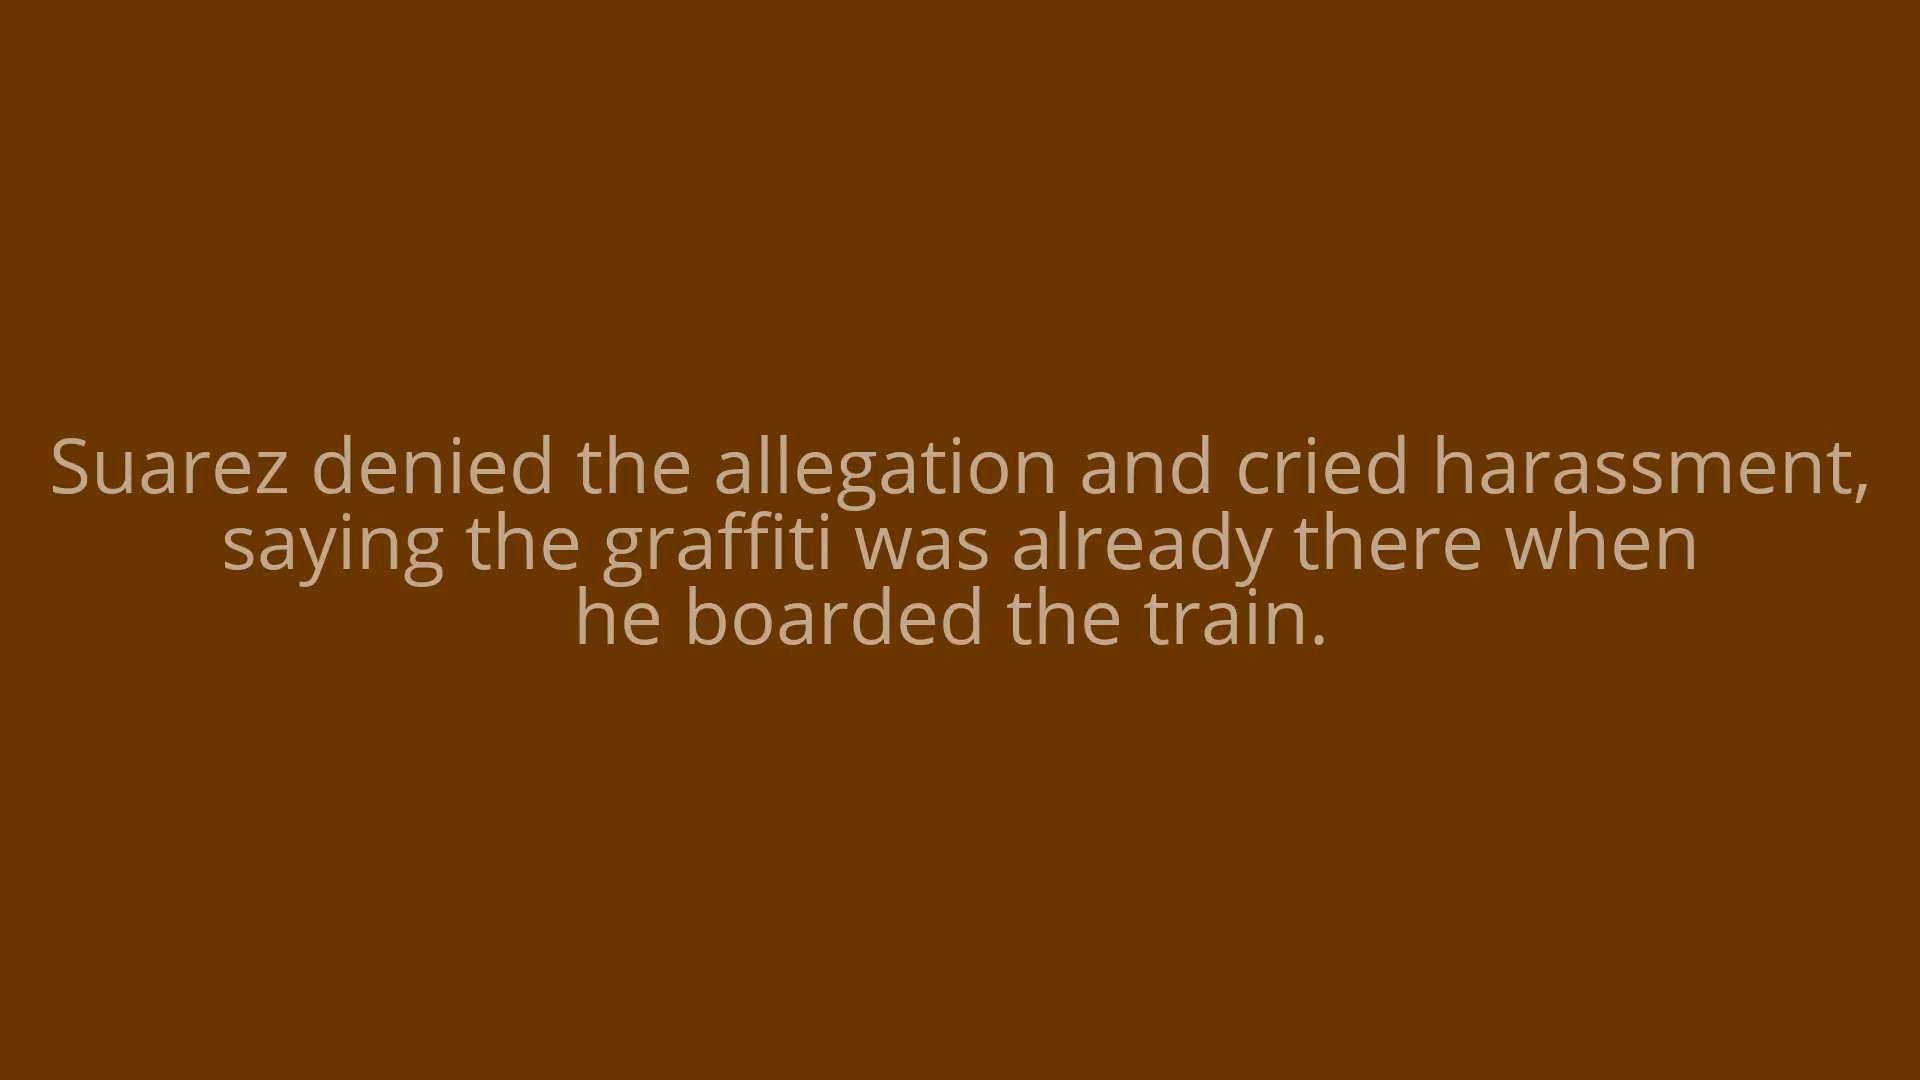 Suarez denied the allegation and cried harassment,
saying the graffiti was already there when
he boarded the train.